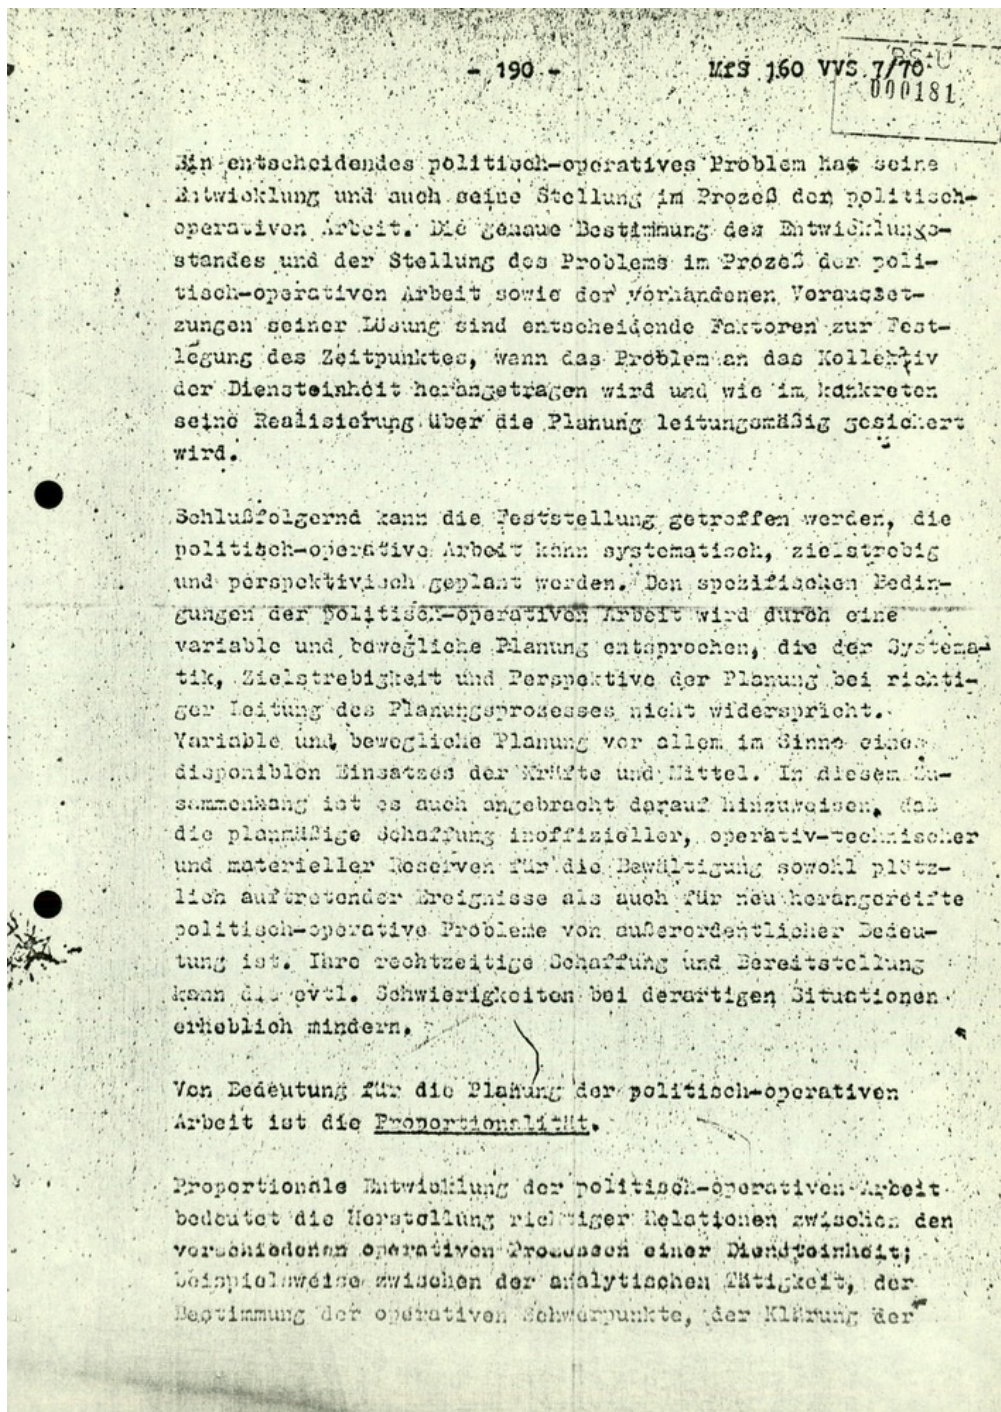 - 190 -
MfS 160 VVS 7/70
BStU
000181
Ein entscheidendes politisch-operatives Problem hat seine
Entwicklung und auch seine Stellung im Prozeß der politisch-
operativen Arbeit. Die genaue Bestimmung des Entwicklungs-
standes und der Stellung des Problems im Prozeß der poli-
tisch-operativen Arbeit sowie der vorhandenen Vorausset-
zungen seiner Lösung sind entscheidende Faktoren zur Fest-
legung des Zeitpunktes, wann das Problem an das Kollektiv
der Diensteinheit herangetragen wird und wie im konkreten
seine Realisierung über die Planung leitungsmäßig gesichert
wird.
Schlußfolgernd kann die Feststellung getroffen werden, die
politisch-operative Arbeit kann systematisch, zielstrebig
und perspektivisch geplant werden. Den spezifischen Bedin-
gungen der politisch-operativen Arbeit wird durch eine
variable und bewegliche Planung entsprochen, die der Systema-
tik, Zielstrebigkeit und Perspektive der Planung bei richti-
ger Leitung des Planungsprozesses nicht widerspricht.
Variable und bewegliche Planung vor allem im Sinne eines
disponiblen Einsatzes der Kräfte und Mittel. In diesem Zu-
sammenhang ist es auch angebracht darauf hinzuweisen, daß
die planmäßige Schaffung inoffizieller, operativ-technischer
und materieller Reserven für die Bewältigung sowohl plötz-
lich auftretender Ereignisse als auch für neu herangereifte
politisch-operative Probleme von außerordentlicher Bedeu-
tung ist. Ihre rechtzeitige Schaffung und Bereitstellung
kann die evtl. Schwierigkeiten bei derartigen Situationen
erheblich mindern.
Von Bedeutung für die Planung der politisch-operativen
Arbeit ist die Proportionalität.
Proportionale Entwicklung der politisch-operativen Arbeit
bedeutet die Herstellung richtiger Relationen zwischen den
verschiedenen operativen Prozessen einer Diensteinheit;
beispielsweise zwischen der analytischen Tätigkeit, der
Bestimmung der operativen Schwerpunkte, der Klärung der